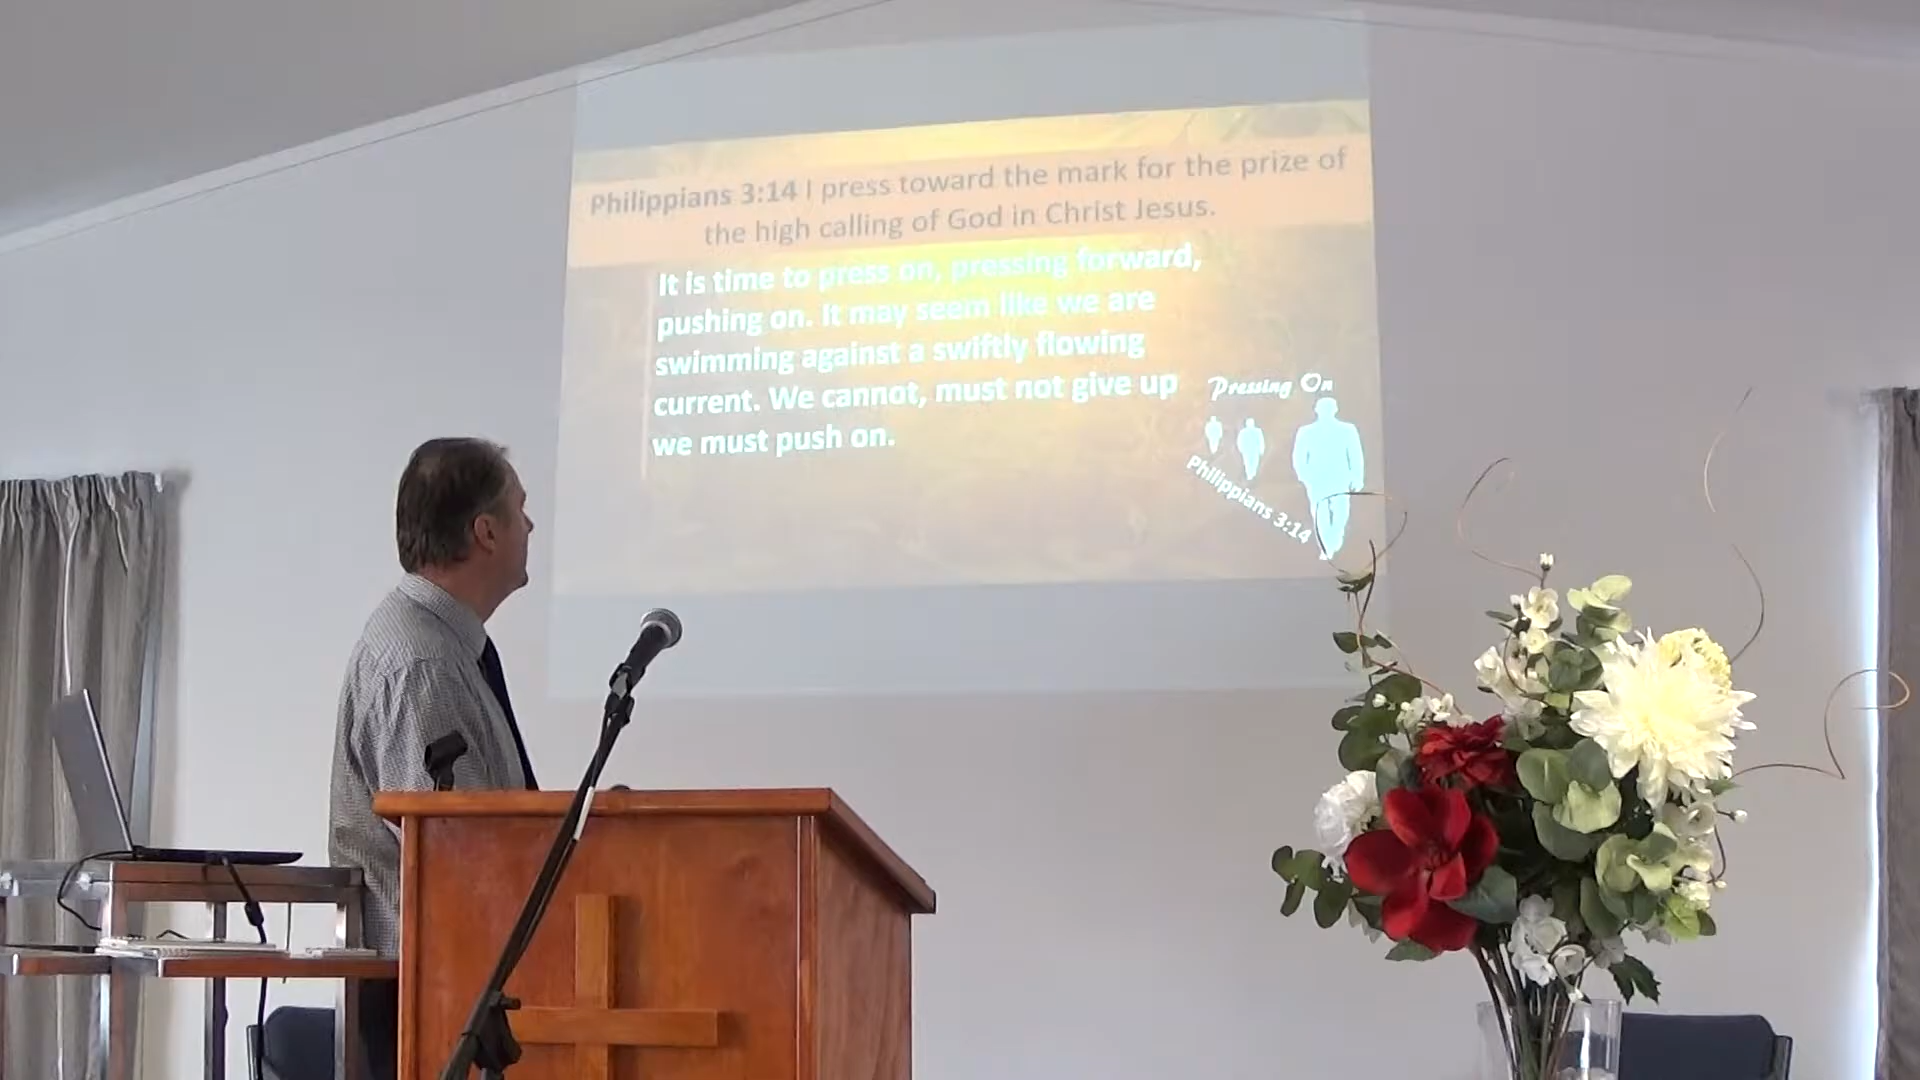 Philippians 3:14 I press toward the mark for the prize of
the high calling of God in Christ Jesus.
It is time to press on, pressing forward,
pushing on. It may seem like we are
swimming against a swiftly flowing
current. We cannot, must not give up
we must push on.
Pressing On
Philippians 3:14